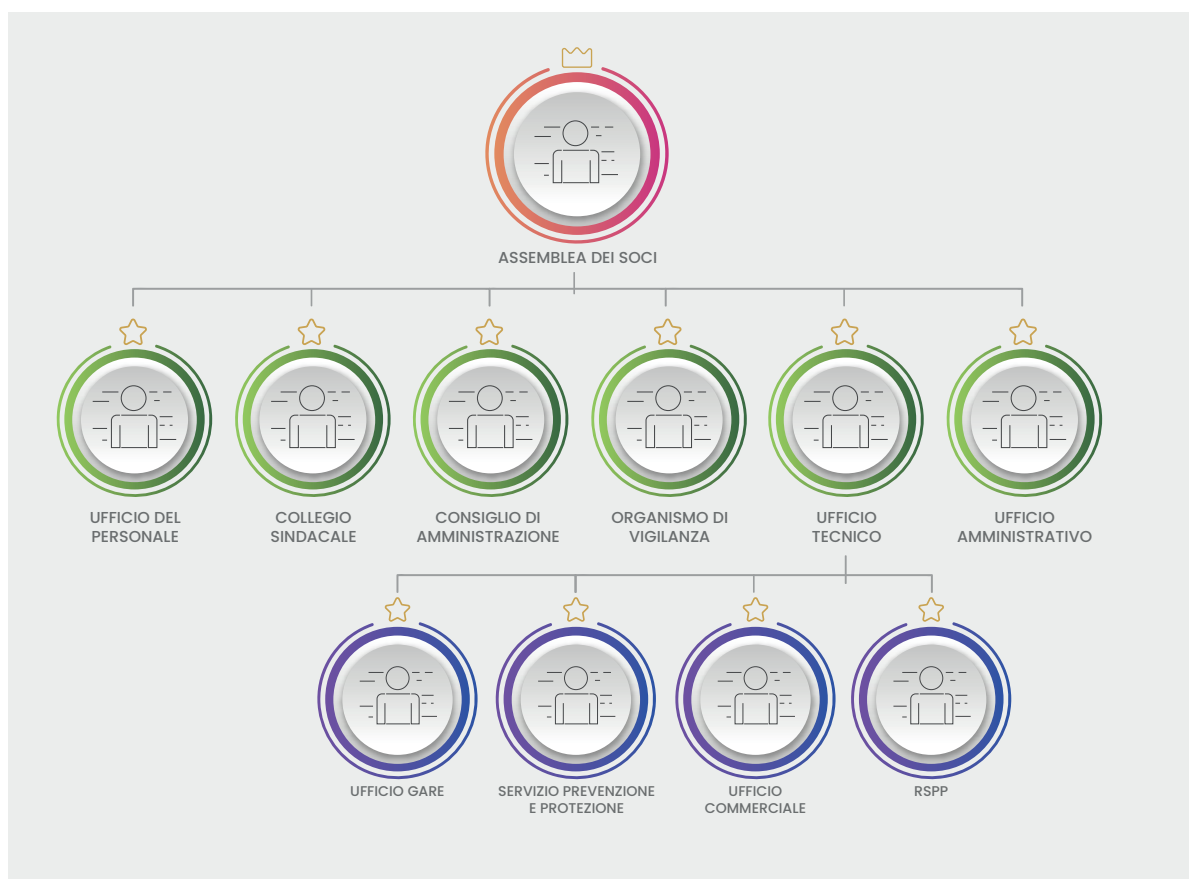 ASSEMBLEA DEI SOCI
UFFICIO DEL
PERSONALE
COLLEGIO
SINDACALE
CONSIGLIO DI
AMMINISTRAZIONE
ORGANISMO DI
VIGILANZA
UFFICIO
TECNICO
UFFICIO
AMMINISTRATIVO
UFFICIO GARE
SERVIZIO PREVENZIONE
E PROTEZIONE
UFFICIO
COMMERCIALE
RSPP